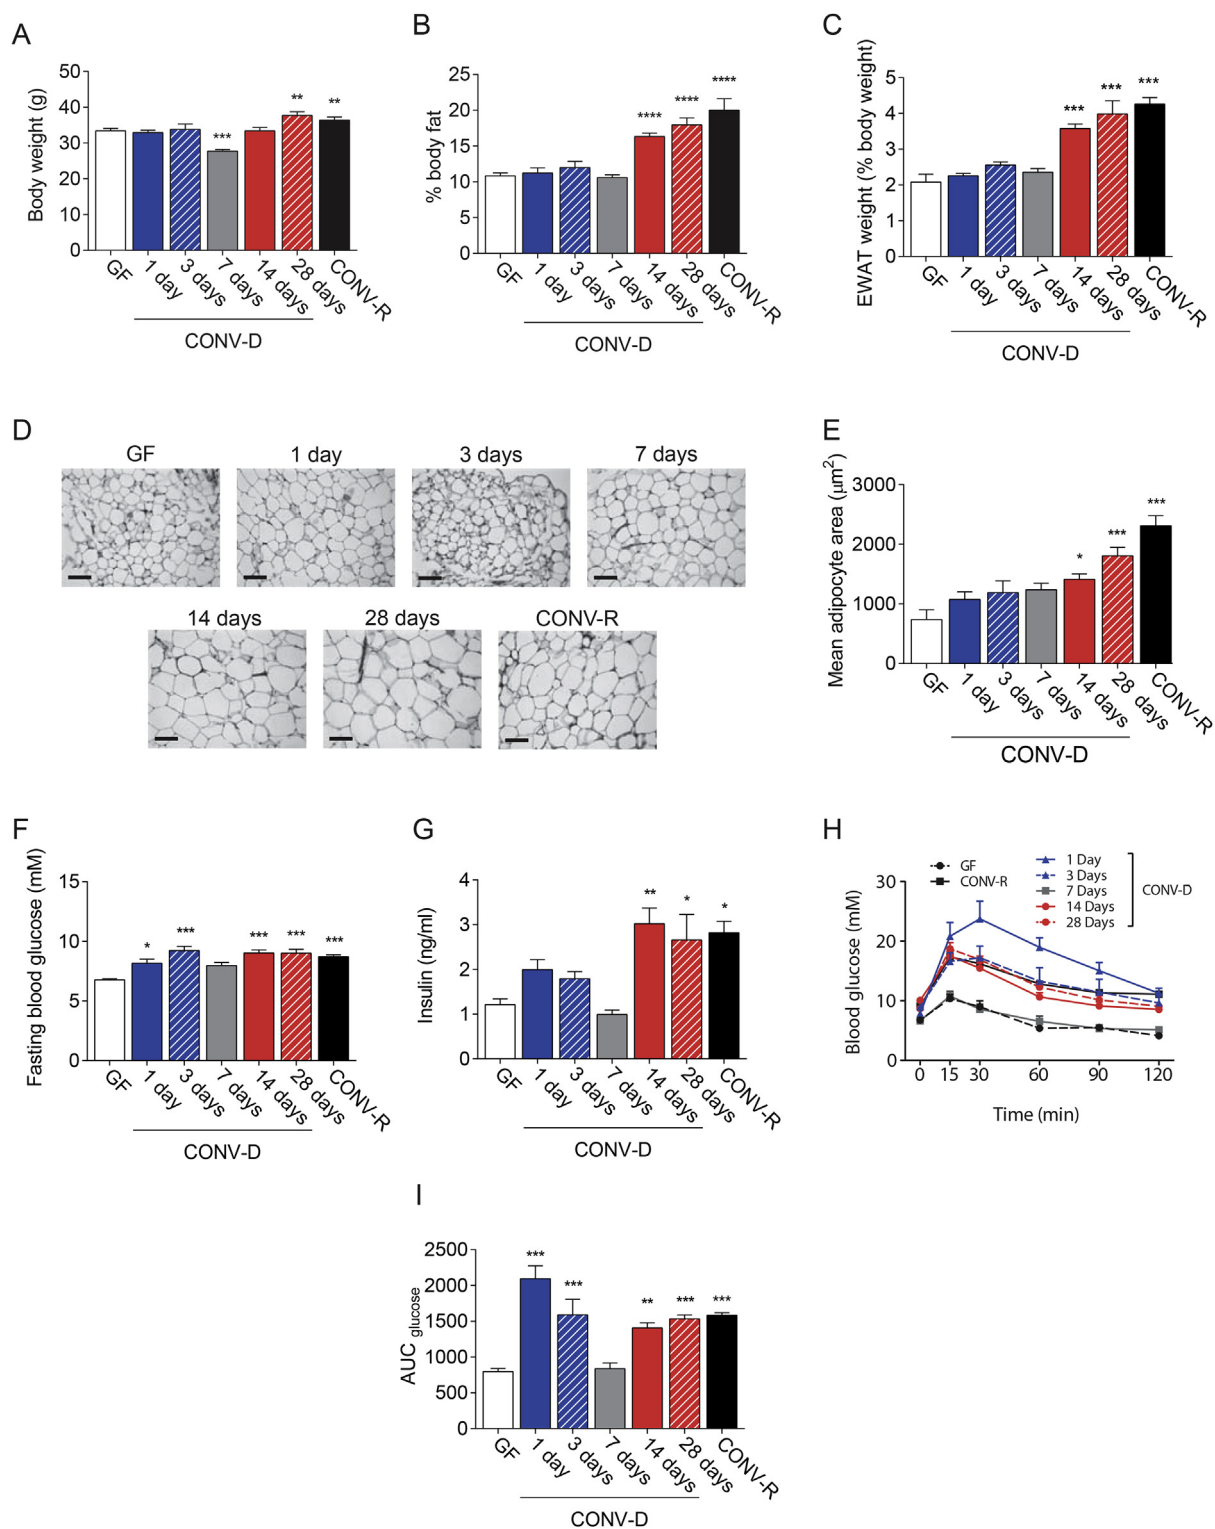 A
Body weight (g)
50
40
30
20
10
0
**
**
***
GF
1 day
3 days
7 days
14 days
28 days
CONV-R
CONV-D
B
% body fat
25
20
15
10
5
0
****
****
****
GF
1 day
3 days
7 days
14 days
28 days
CONV-R
CONV-D
C
EWAT weight (% body weight)
5
4
3
2
1
0
***
***
***
GF
1 day
3 days
7 days
14 days
28 days
CONV-R
CONV-D
D
GF
1 day
3 days
7 days
14 days
28 days
CONV-R
E
Mean adipocyte area (µm²)
3000
2000
1000
0
*
***
***
GF
1 day
3 days
7 days
14 days
28 days
CONV-R
CONV-D
F
Fasting blood glucose (mM)
15
10
5
0
*
***
***
***
***
GF
1 day
3 days
7 days
14 days
28 days
CONV-R
CONV-D
G
Insulin (ng/ml)
4
3
2
1
0
**
*
*
GF
1 day
3 days
7 days
14 days
28 days
CONV-R
CONV-D
H
Blood glucose (mM)
30
20
10
0
GF
CONV-R
1 Day
3 Days
7 Days
14 Days
28 Days
CONV-D
0 15 30 60 90 120
Time (min)
I
AUC glucose
2500
2000
1500
1000
500
0
***
***
**
***
***
GF
1 day
3 days
7 days
14 days
28 days
CONV-R
CONV-D